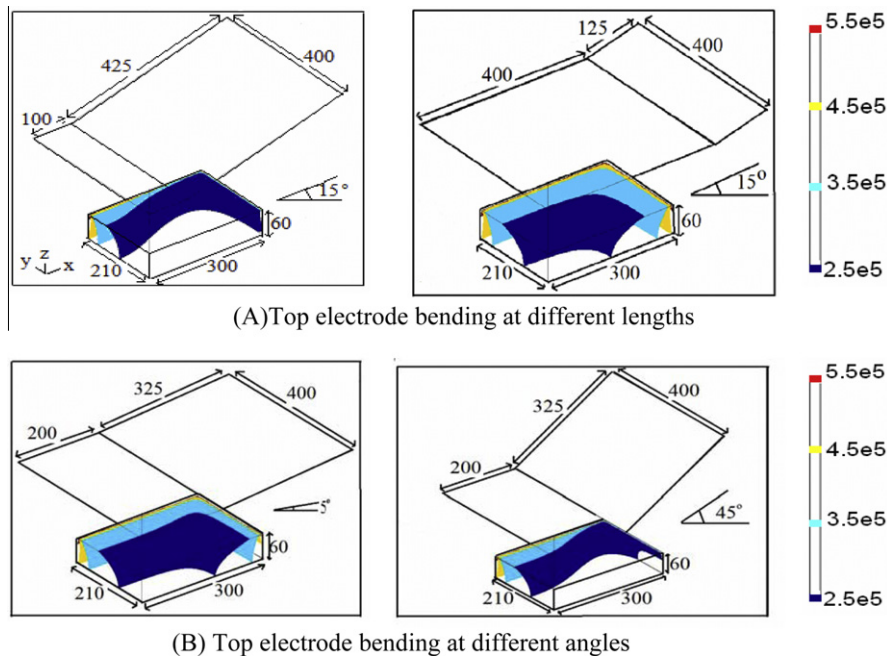 125
425
400
400
400
100
15°
15°
60
60
y z x
210
300
210
300
5.5e5
4.5e5
3.5e5
2.5e5
(A)Top electrode bending at different lengths
325
400
400
325
200
200
5°
45°
60
60
210
300
210
300
5.5e5
4.5e5
3.5e5
2.5e5
(B) Top electrode bending at different angles